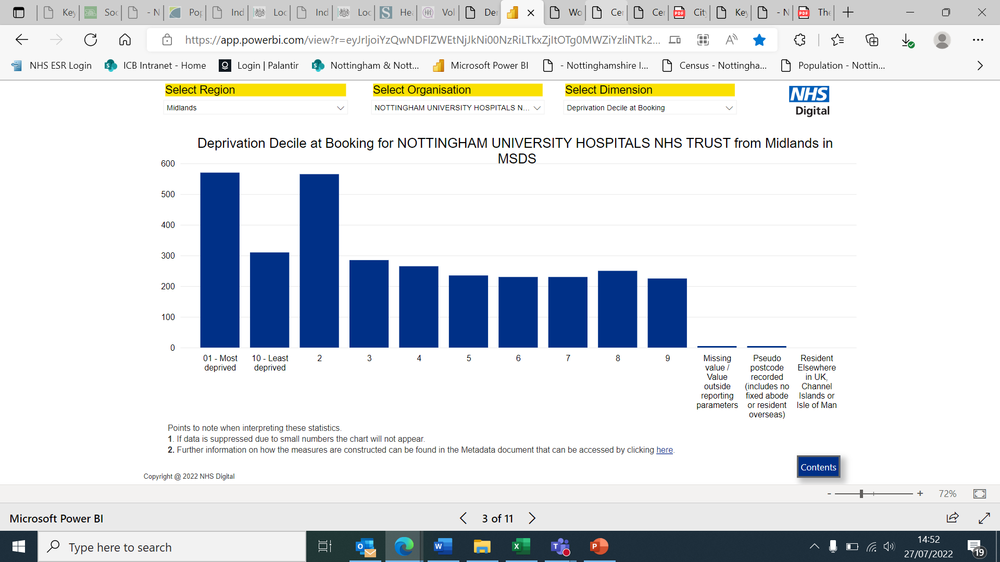 Key
Soc
- N
Pop
Ind
Loc
Ind
Loc
Hea
Vol
Der
Wo
Cer
Cer
PDF
City
Key
- N
PDF
The
https://app.powerbi.com/view?r=eyJrIjoiYzQwNDFlZWEtNjJkNi00NzRiLTkxZjItOTg0MWZiYzliNTk2...
NHS ESR Login
ICB Intranet - Home
Login | Palantir
Nottingham & Nott...
Microsoft Power BI
- Nottinghamshire I...
Census - Nottingha...
Population - Nottin...
Select Region
Select Organisation
Select Dimension
Midlands
NOTTINGHAM UNIVERSITY HOSPITALS N...
Deprivation Decile at Booking
NHS
Digital
Deprivation Decile at Booking for NOTTINGHAM UNIVERSITY HOSPITALS NHS TRUST from Midlands in
MSDS
600
500
400
300
200
100
0
01 - Most
deprived
10 - Least
deprived
2
3
4
5
6
7
8
9
Missing
value /
Value
outside
reporting
parameters
Pseudo
postcode
recorded
(includes no
fixed abode
or resident
overseas)
Resident
Elsewhere
in UK,
Channel
Islands or
Isle of Man
Points to note when interpreting these statistics.
1. If data is suppressed due to small numbers the chart will not appear.
2. Further information on how the measures are constructed can be found in the Metadata document that can be accessed by clicking here.
Contents
Copyright @ 2022 NHS Digital
- + 72%
Microsoft Power BI
3 of 11
Type here to search
14:52
27/07/2022
19